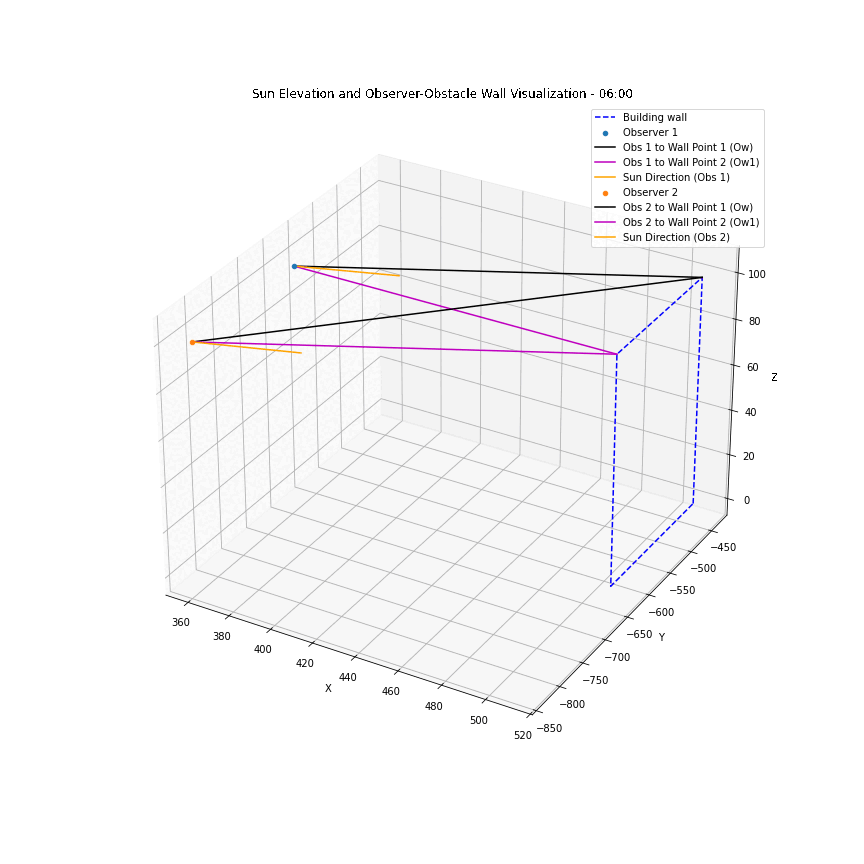 Sun Elevation and Observer-Obstacle Wall Visualization - 06:00
Building wall
Observer 1
Obs 1 to Wall Point 1 (Ow)
Obs 1 to Wall Point 2 (Ow1)
Sun Direction (Obs 1)
Observer 2
Obs 2 to Wall Point 1 (Ow)
Obs 2 to Wall Point 2 (Ow1)
Sun Direction (Obs 2)
100
80
60
Z
40
20
0
−450
−500
−550
−600
−650
Y
−700
−750
−800
−850
360
380
400
420
440
460
480
500
520
X